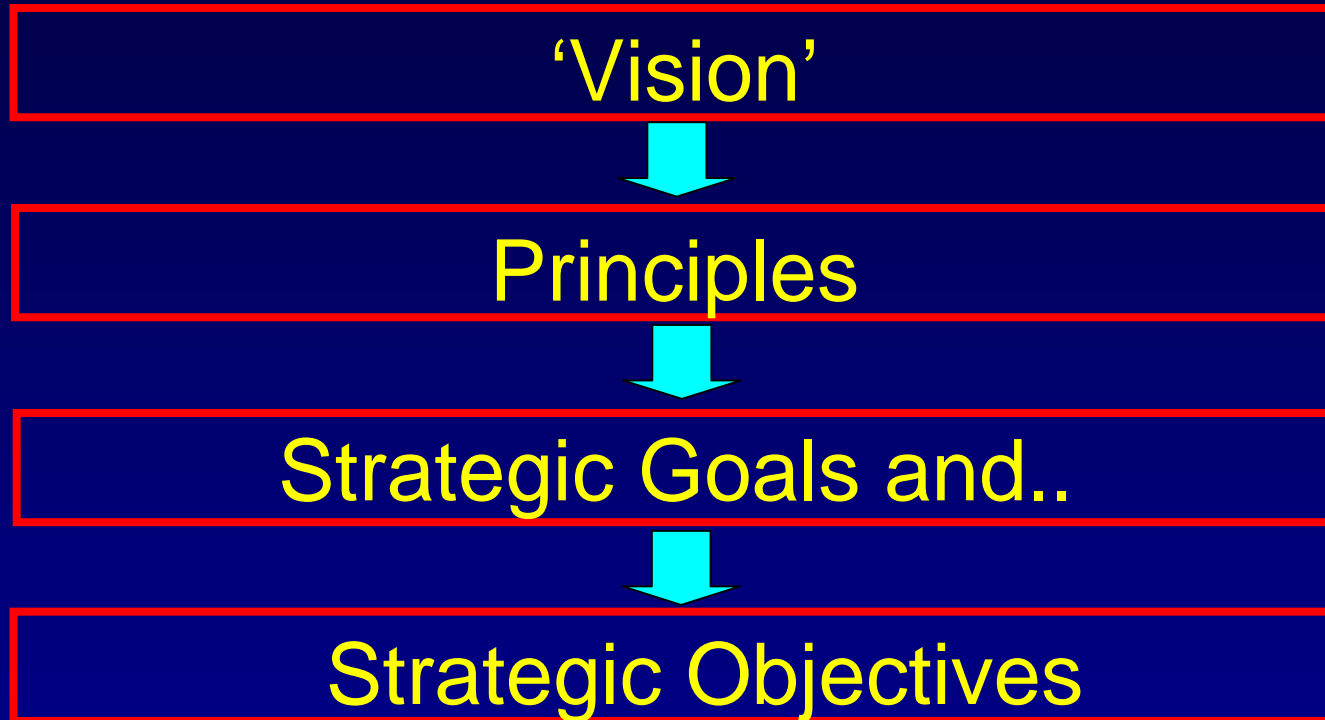 ‘Vision’
Principles
Strategic Goals and..
Strategic Objectives